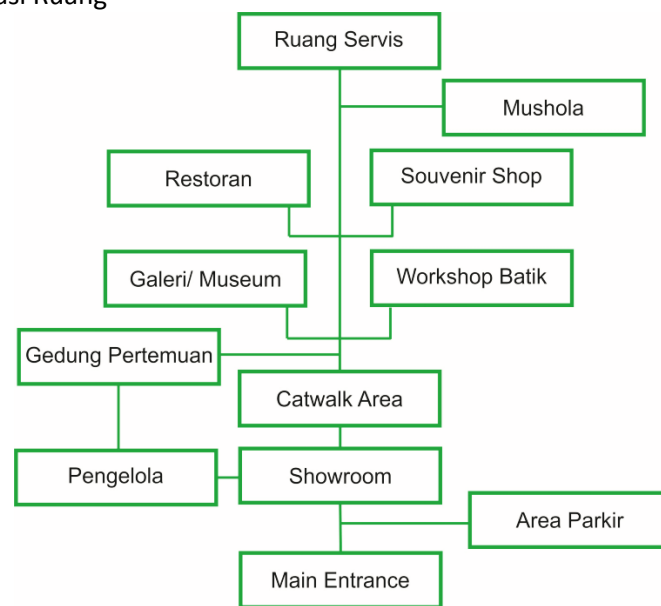 Ruang
Ruang Servis
Mushola
Restoran
Souvenir Shop
Galeri/ Museum
Workshop Batik
Gedung Pertemuan
Catwalk Area
Pengelola
Showroom
Area Parkir
Main Entrance